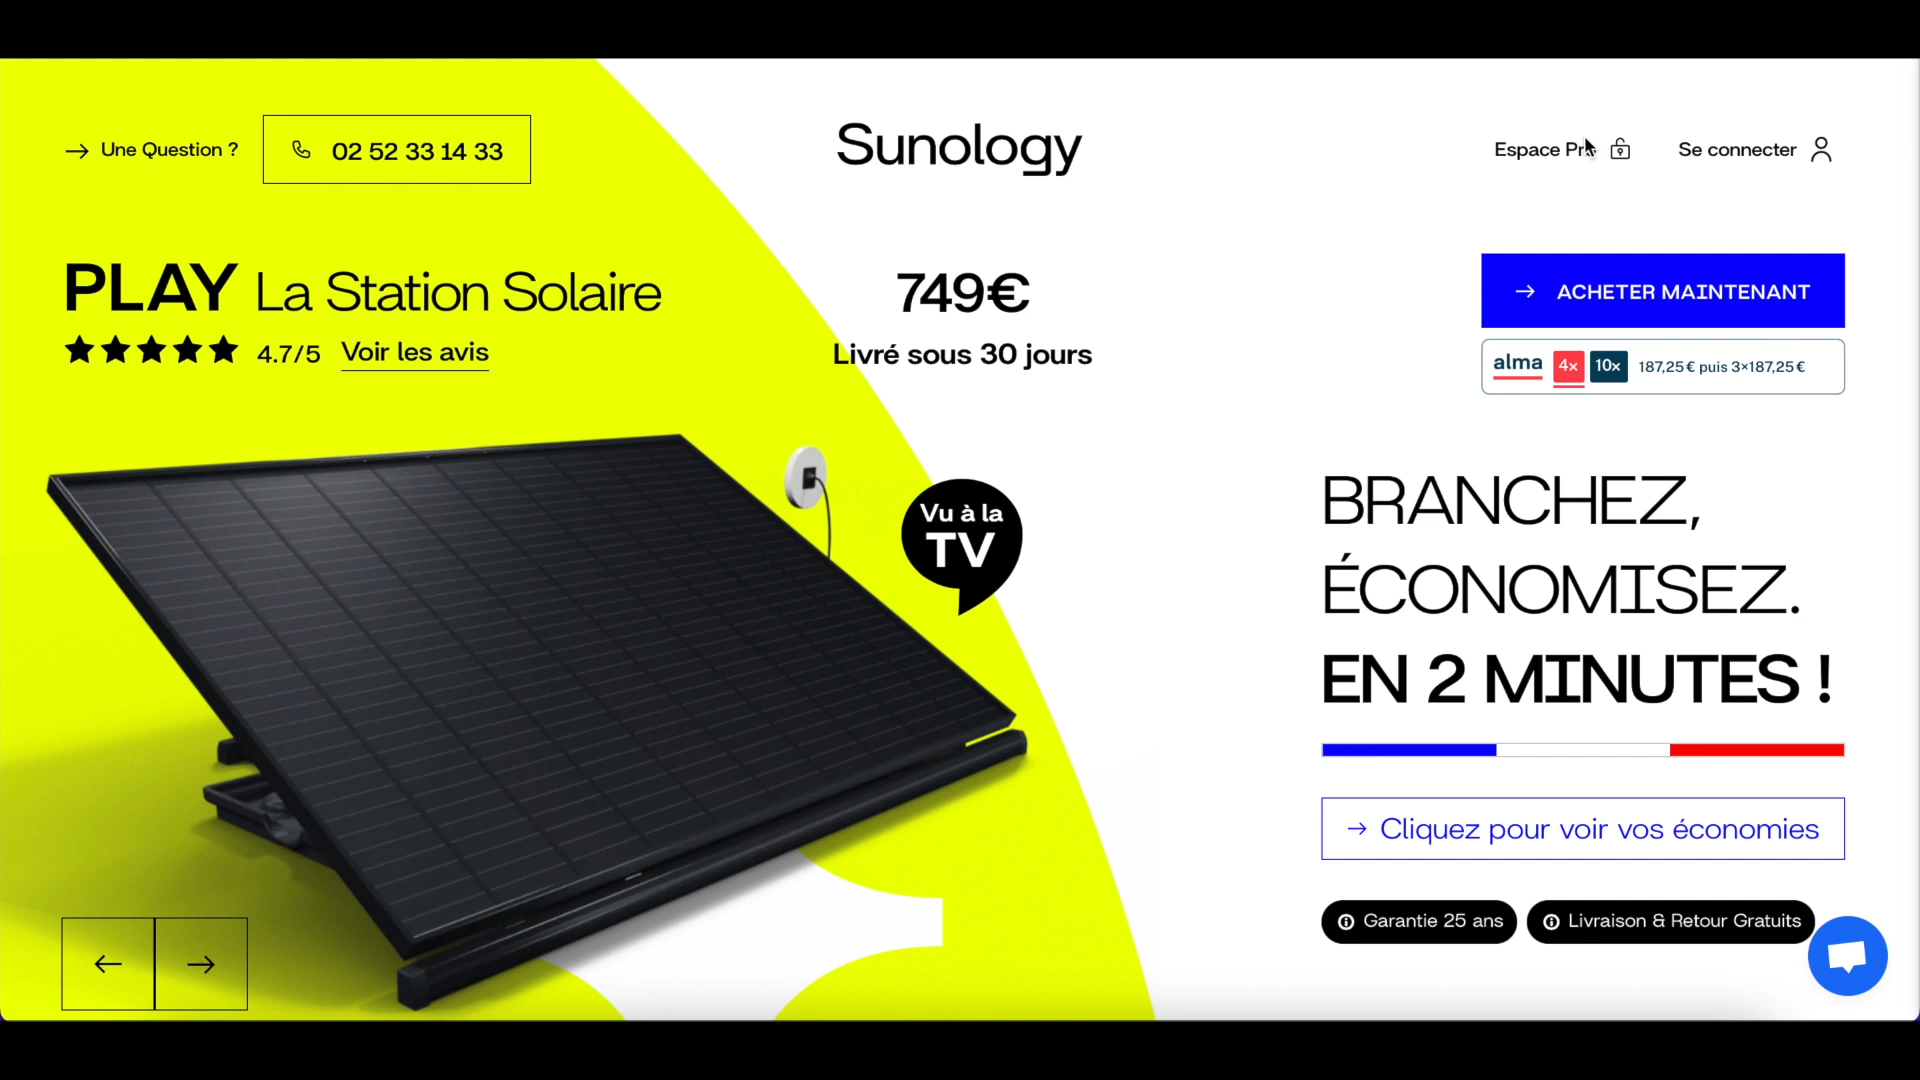 Une Question ?
02 52 33 14 33
Sunology
Espace Pr
Se connecter
PLAY La Station Solaire
4.7/5 Voir les avis
749€
Livré sous 30 jours
ACHETER MAINTENANT
alma 4x 10x 187,25 € puis 3×187,25 €
Vu à la
TV
BRANCHEZ,
ÉCONOMISEZ.
EN 2 MINUTES !
Cliquez pour voir vos économies
Garantie 25 ans
Livraison & Retour Gratuits